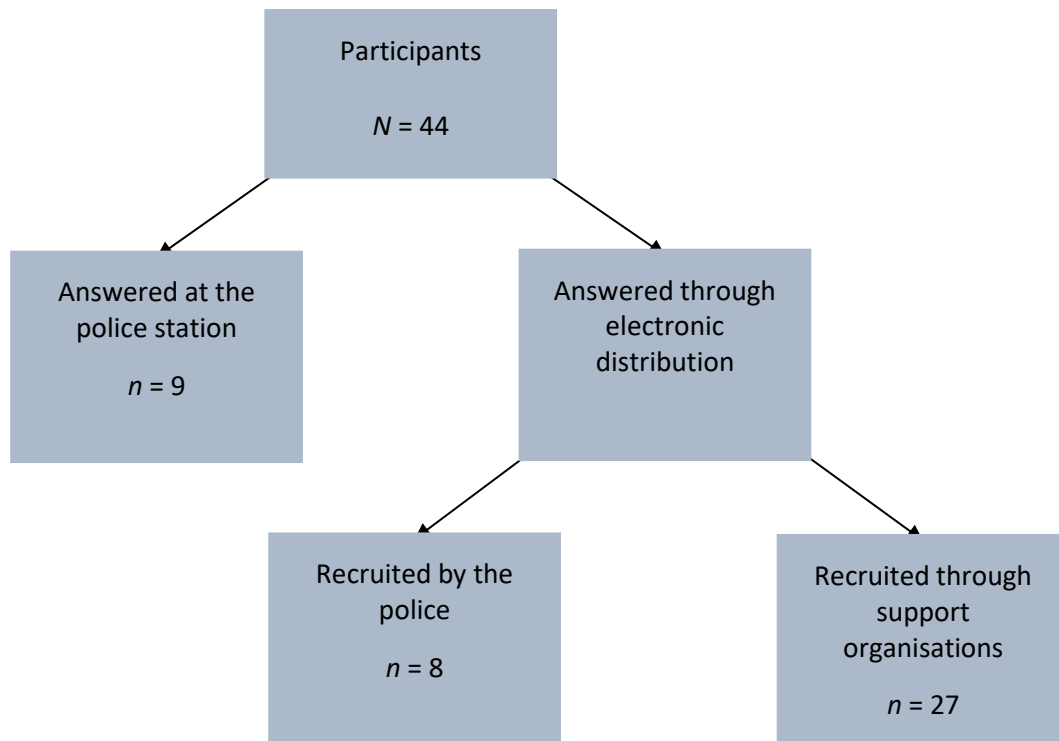 Participants
N = 44
Answered at the
police station
n = 9
Answered through
electronic
distribution
Recruited by the
police
n = 8
Recruited through
support
organisations
n = 27